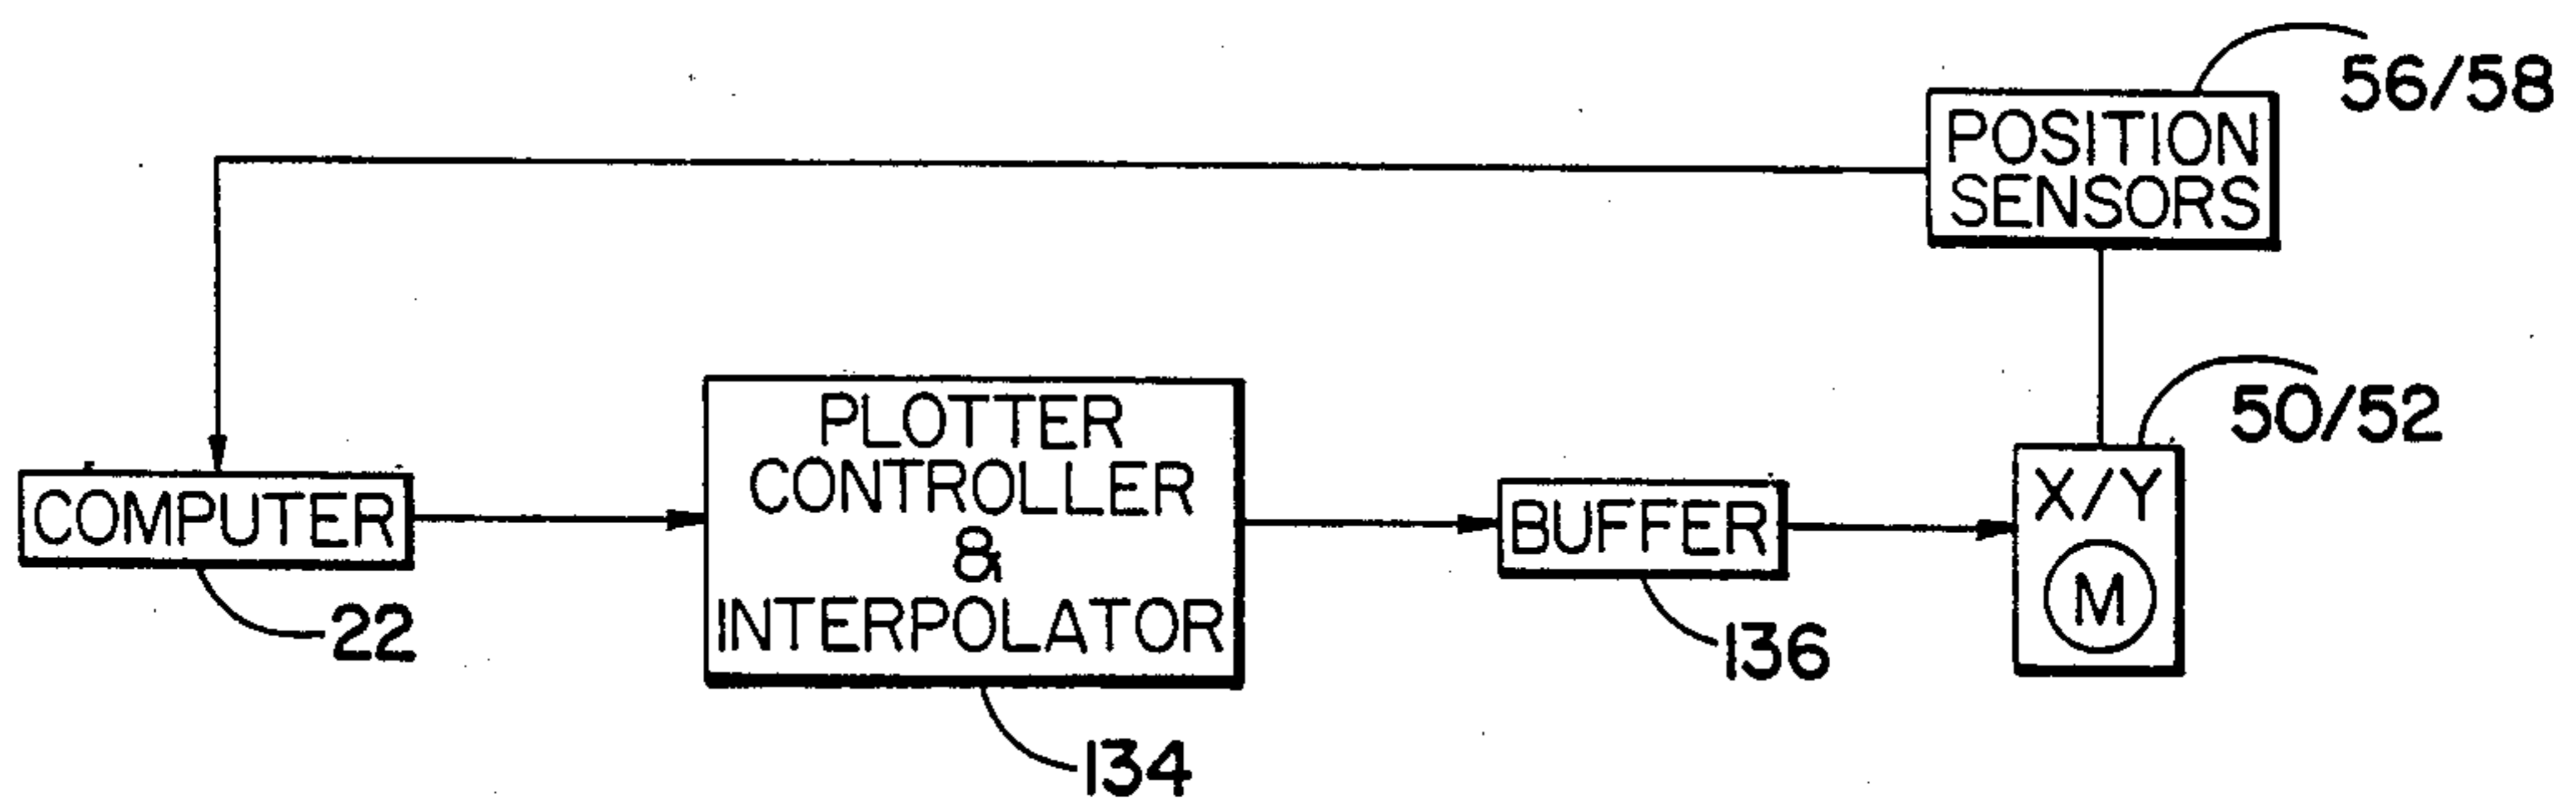 56/58
POSITION
SENSORS
50/52
X/Y
M
COMPUTER
22
PLOTTER
CONTROLLER
&
INTERPOLATOR
134
BUFFER
136